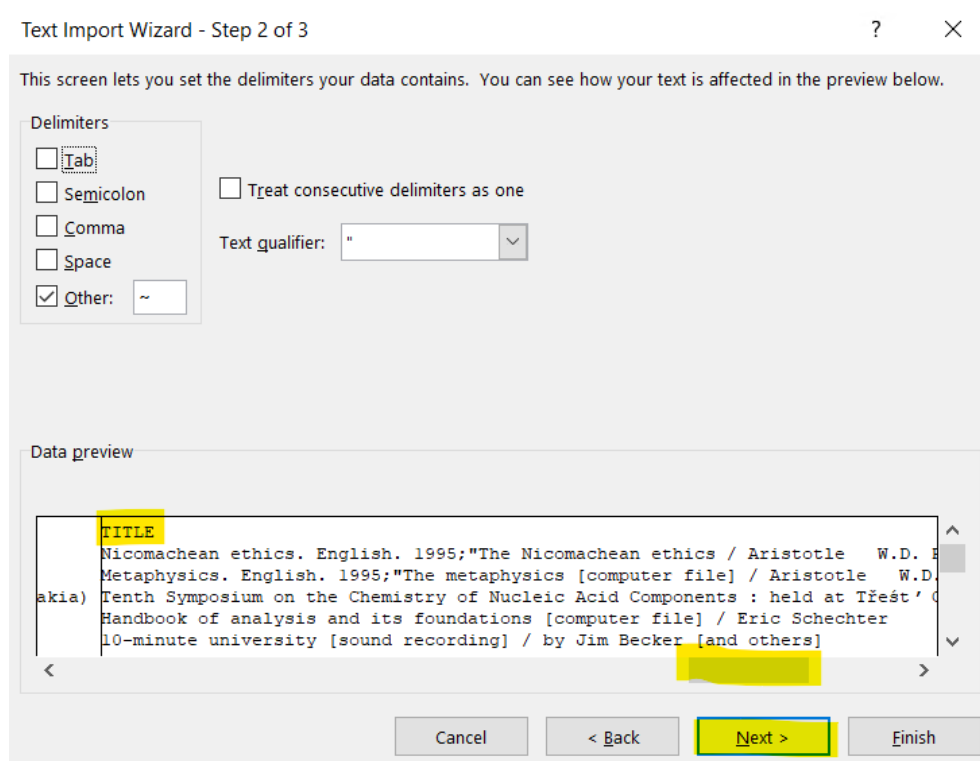 Text Import Wizard - Step 2 of 3 ?
This screen lets you set the delimiters your data contains. You can see how your text is affected in the preview below.
Delimiters
Tab
Semicolon
Treat consecutive delimiters as one
Comma
Text qualifier: "
Space
Other: ~
Data preview
TITLE
Nicomachean ethics. English. 1995;"The Nicomachean ethics / Aristotle W.D.
Metaphysics. English. 1995;"The metaphysics [computer file] / Aristotle W.D.
akia) Tenth Symposium on the Chemistry of Nucleic Acid Components : held at Třešt'
Handbook of analysis and its foundations [computer file] / Eric Schechter
10-minute university [sound recording] / by Jim Becker [and others]
Cancel < Back Next > Finish